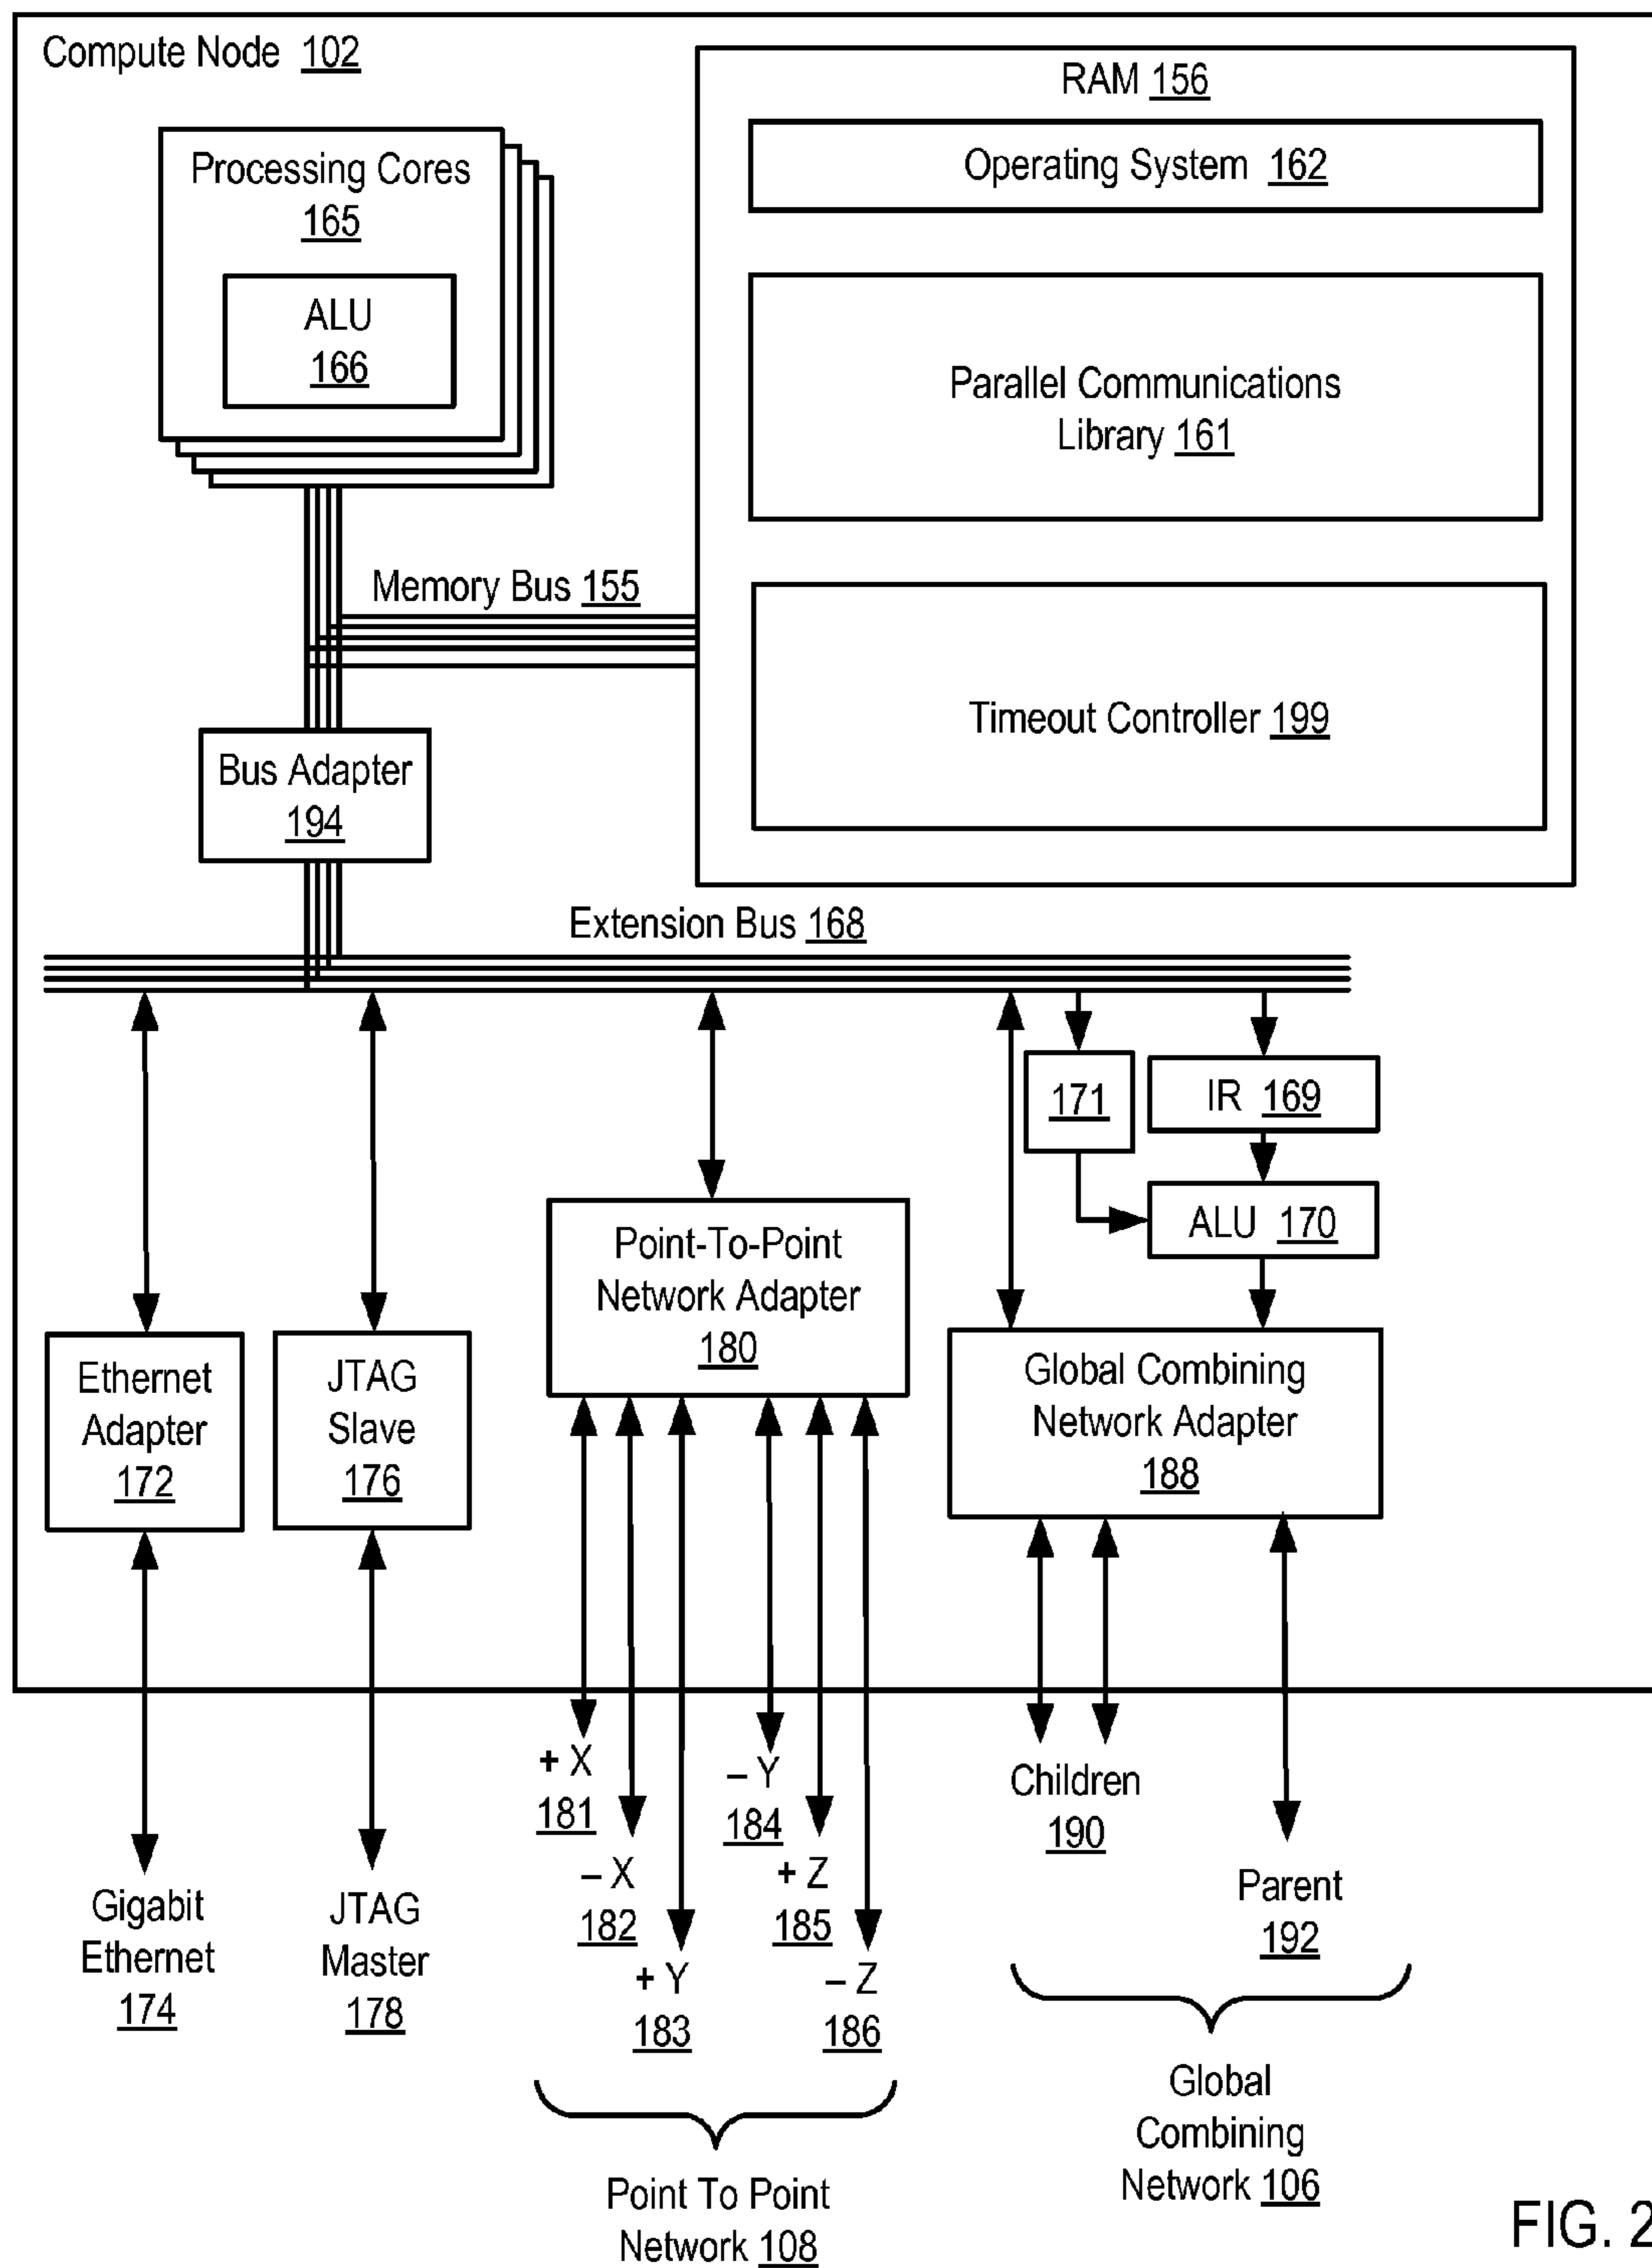 Compute Node 102
RAM 156
Operating System 162
Processing Cores
165
ALU
166
Parallel Communications
Library 161
Memory Bus 155
Timeout Controller 199
Bus Adapter
194
Extension Bus 168
171
IR 169
ALU 170
Point-To-Point
Network Adapter
180
Ethernet
Adapter
172
JTAG
Slave
176
Global Combining
Network Adapter
188
+ X
181
– X
182
+ Y
183
– Y
184
+ Z
185
– Z
186
Children
190
Parent
192
Gigabit
Ethernet
174
JTAG
Master
178
Point To Point
Network 108
Global
Combining
Network 106
FIG. 2